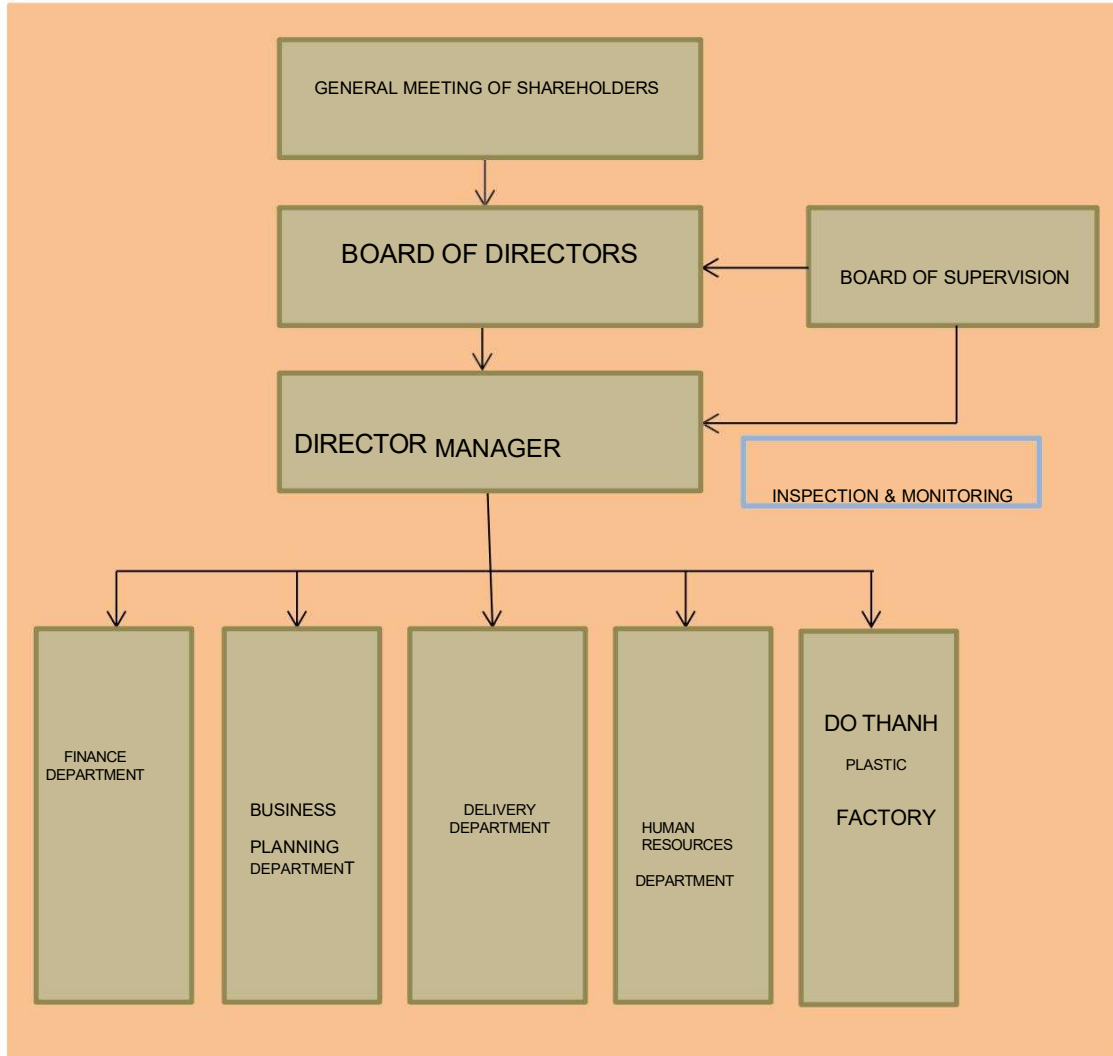 GENERAL MEETING OF SHAREHOLDERS
BOARD OF DIRECTORS
BOARD OF SUPERVISION
DIRECTOR MANAGER
INSPECTION & MONITORING
FINANCE
DEPARTMENT
BUSINESS
PLANNING
DEPARTMENT
DELIVERY
DEPARTMENT
HUMAN
RESOURCES
DEPARTMENT
DO THANH
PLASTIC
FACTORY